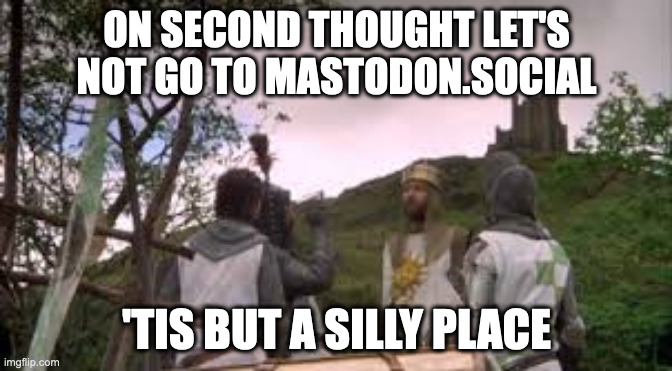 ON SECOND THOUGHT LET'S
NOT GO TO MASTODON.SOCIAL
'TIS BUT A SILLY PLACE
imgflip.com